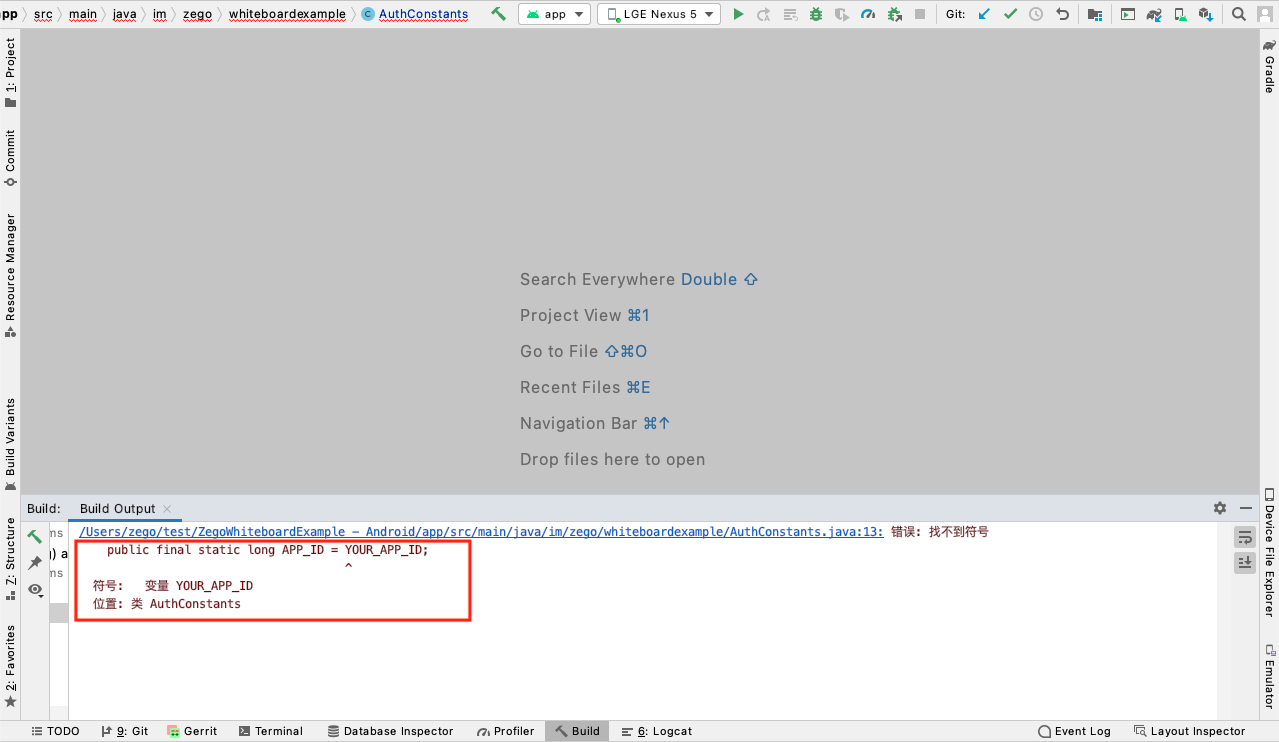 pp src main java im zego whiteboardexample AuthConstants app LGE Nexus 5 Git:
1: Project
Commit
Resource Manager
Build Variants
Z: Structure
2: Favorites
Gradle
Device File Explorer
Emulator
Search Everywhere Double ⇧
Project View ⌘1
Go to File ⇧⌘O
Recent Files ⌘E
Navigation Bar ⌘↑
Drop files here to open
Build: Build Output
ms
) a
ms
/Users/zego/test/ZegoWhiteboardExample – Android/app/src/main/java/im/zego/whiteboardexample/AuthConstants.java:13: 错误: 找不到符号
public final static long APP_ID = YOUR_APP_ID;
^
符号: 变量 YOUR_APP_ID
位置: 类 AuthConstants
TODO 9: Git Gerrit Terminal Database Inspector Profiler Build 6: Logcat Event Log Layout Inspector